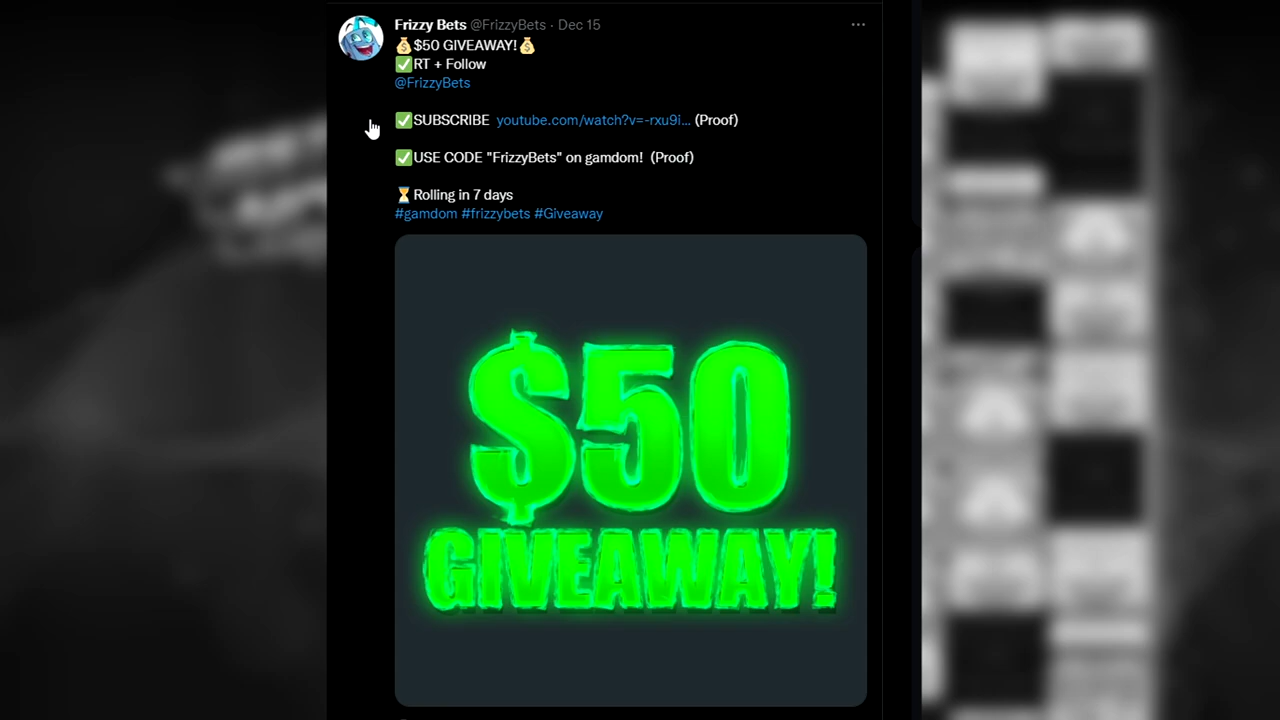 Frizzy Bets @FrizzyBets · Dec 15
💰$50 GIVEAWAY!💰
✅RT + Follow
@FrizzyBets
✅SUBSCRIBE youtube.com/watch?v=-rxu9i... (Proof)
✅USE CODE "FrizzyBets" on gamdom! (Proof)
⏳Rolling in 7 days
#gamdom #frizzybets #Giveaway
$50
GIVEAWAY!